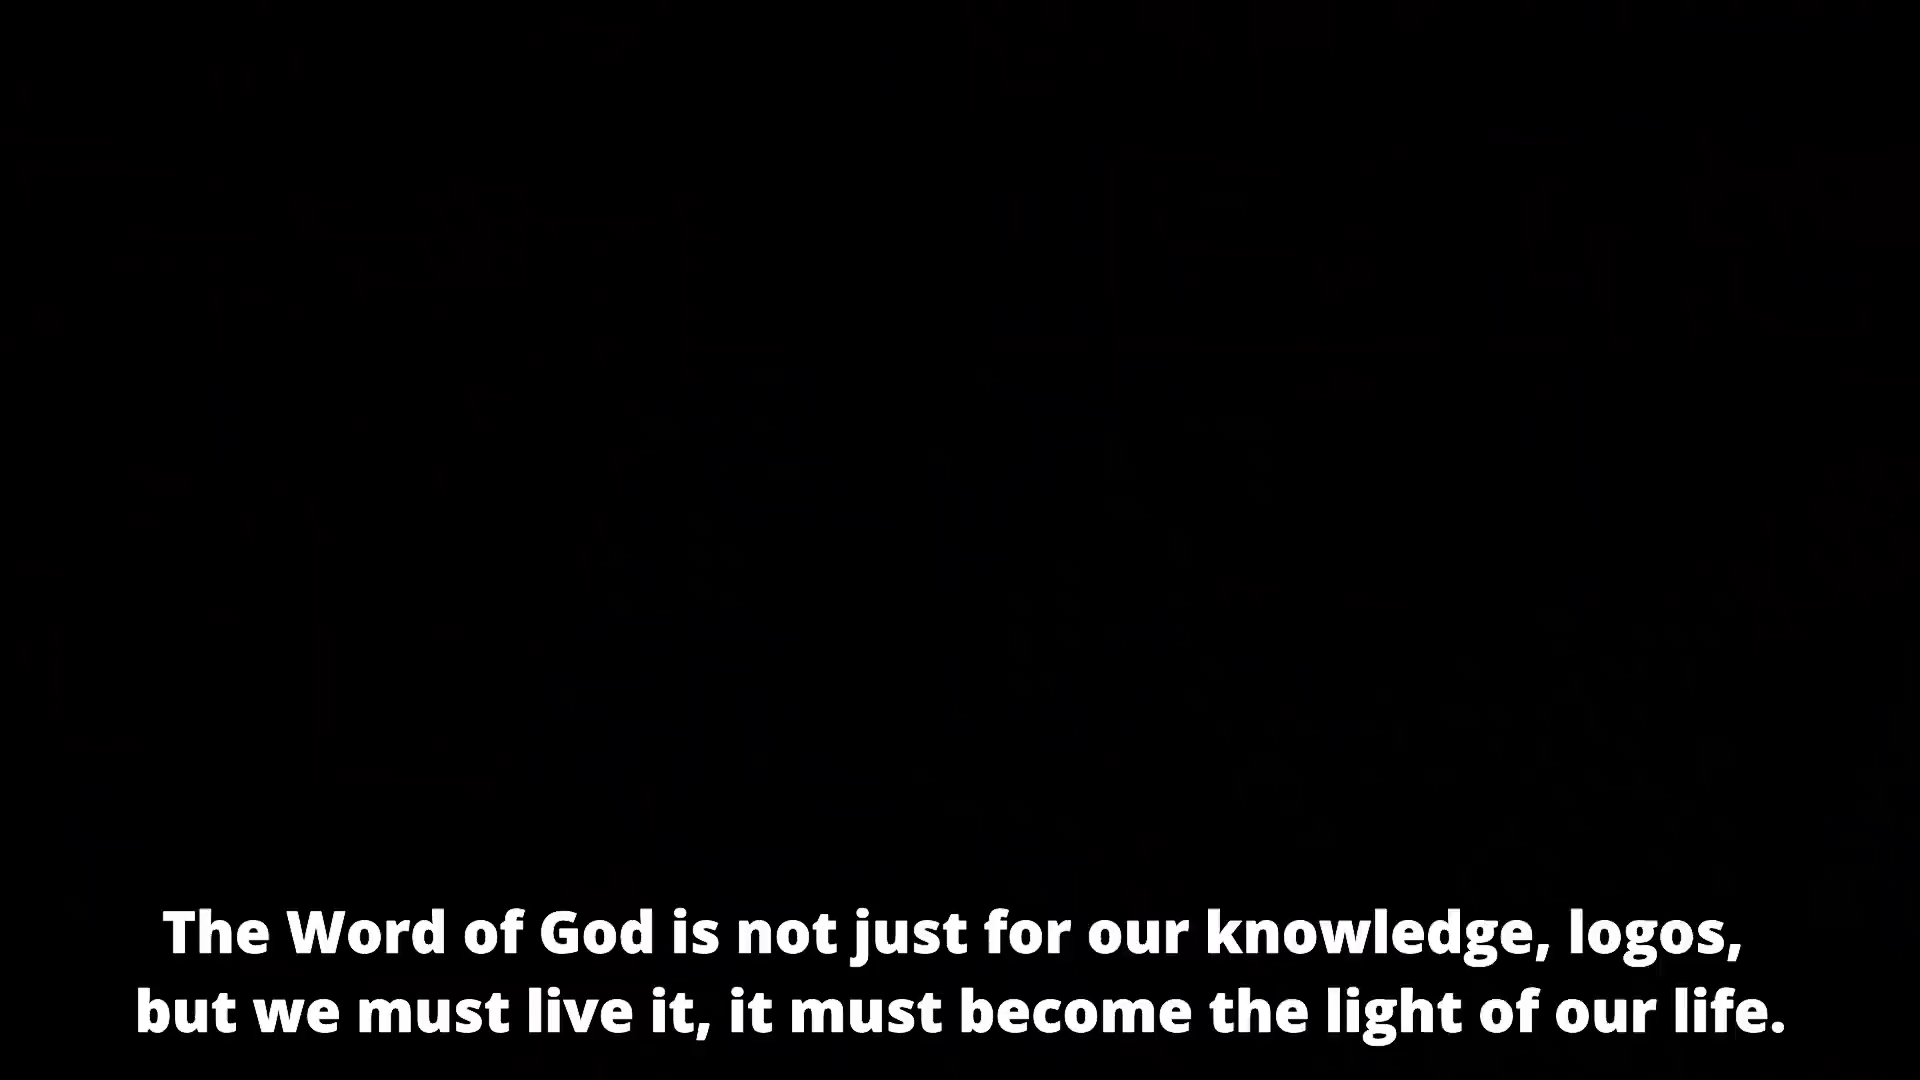 The Word of God is not just for our knowledge, logos,
but we must live it, it must become the light of our life.